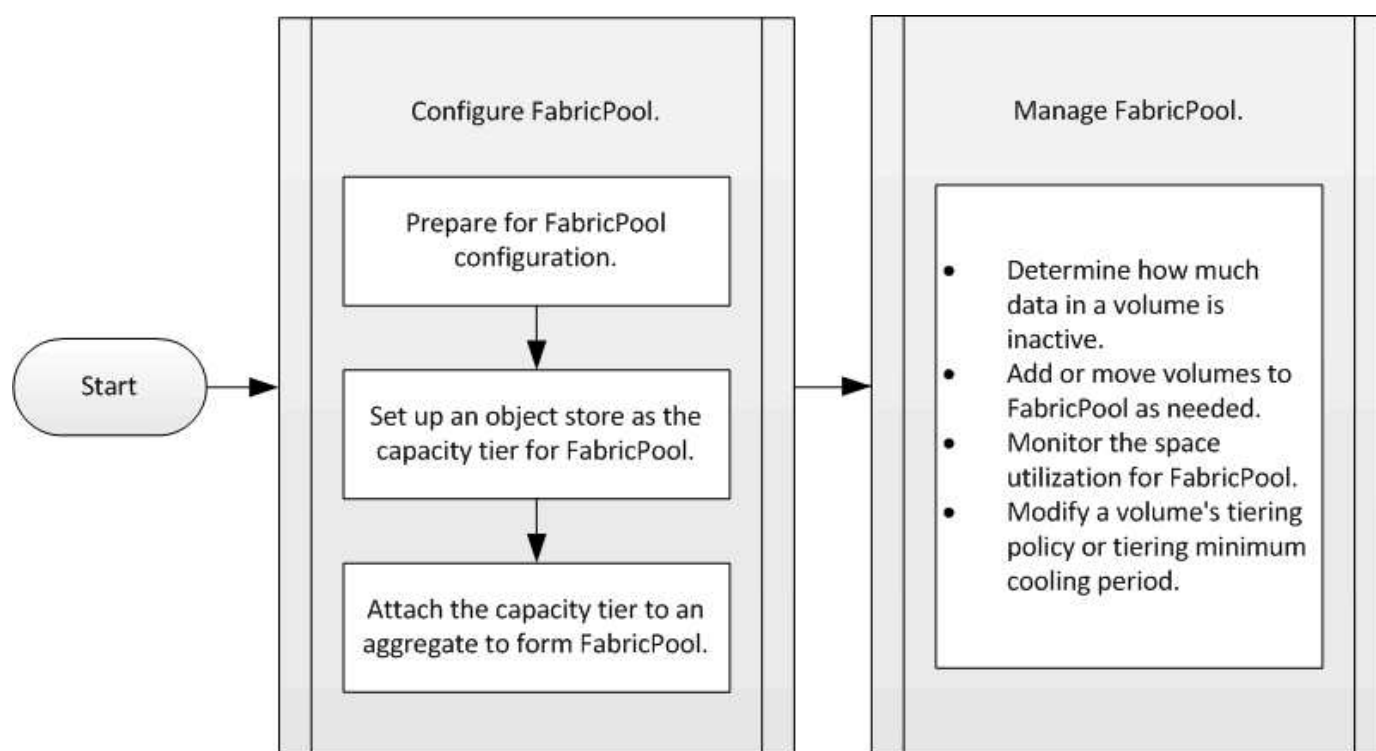 Start
Configure FabricPool.
Prepare for FabricPool
configuration.
Set up an object store as the
capacity tier for FabricPool.
Attach the capacity tier to an
aggregate to form FabricPool.
Manage FabricPool.
• Determine how much
data in a volume is
inactive.
• Add or move volumes to
FabricPool as needed.
• Monitor the space
utilization for FabricPool.
• Modify a volume's tiering
policy or tiering minimum
cooling period.